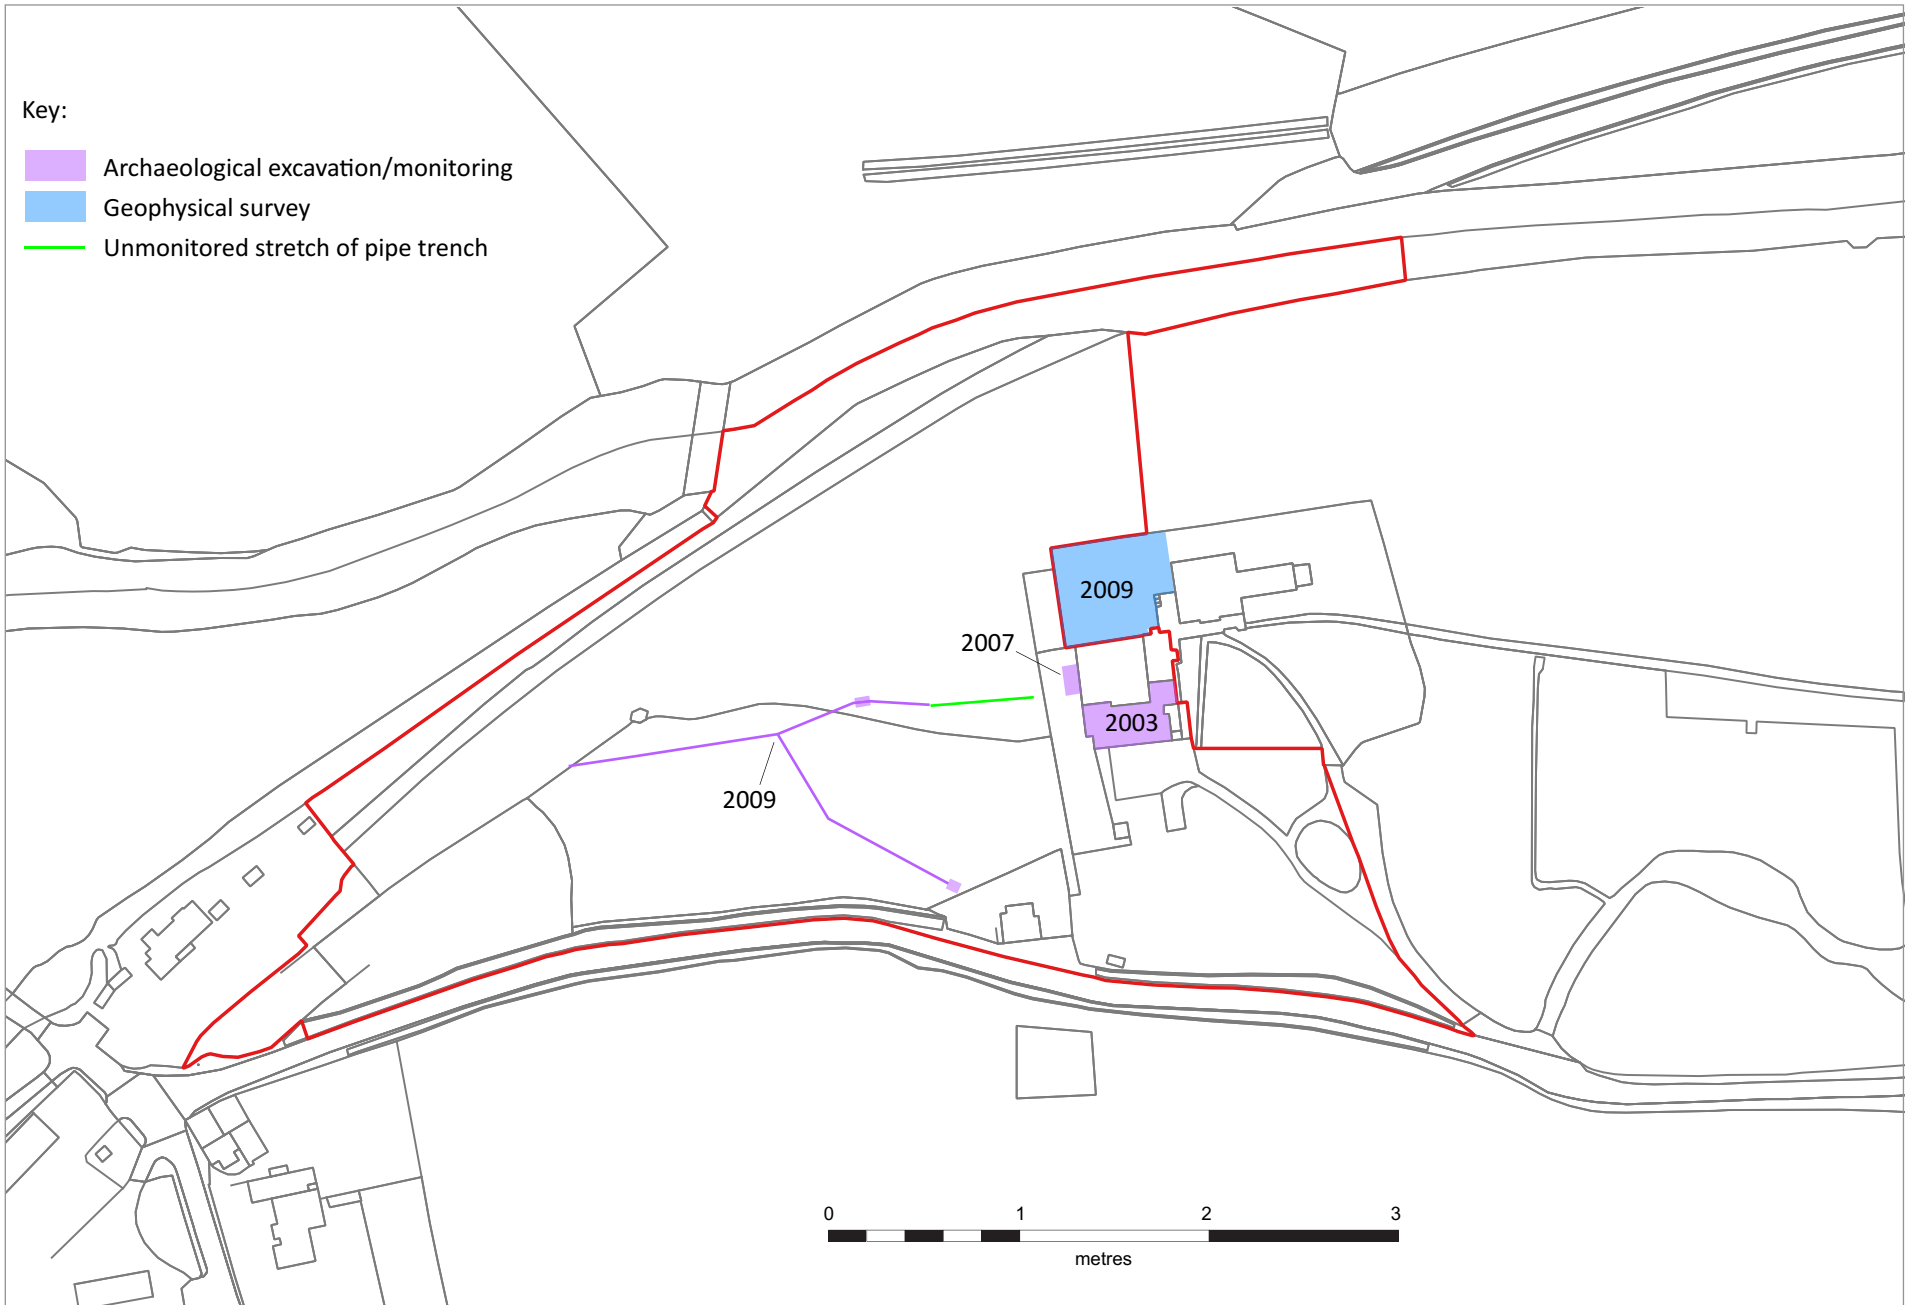 Key:
Archaeological excavation/monitoring
Geophysical survey
Unmonitored stretch of pipe trench
2009
2007
2003
2009
0 1 2 3
metres